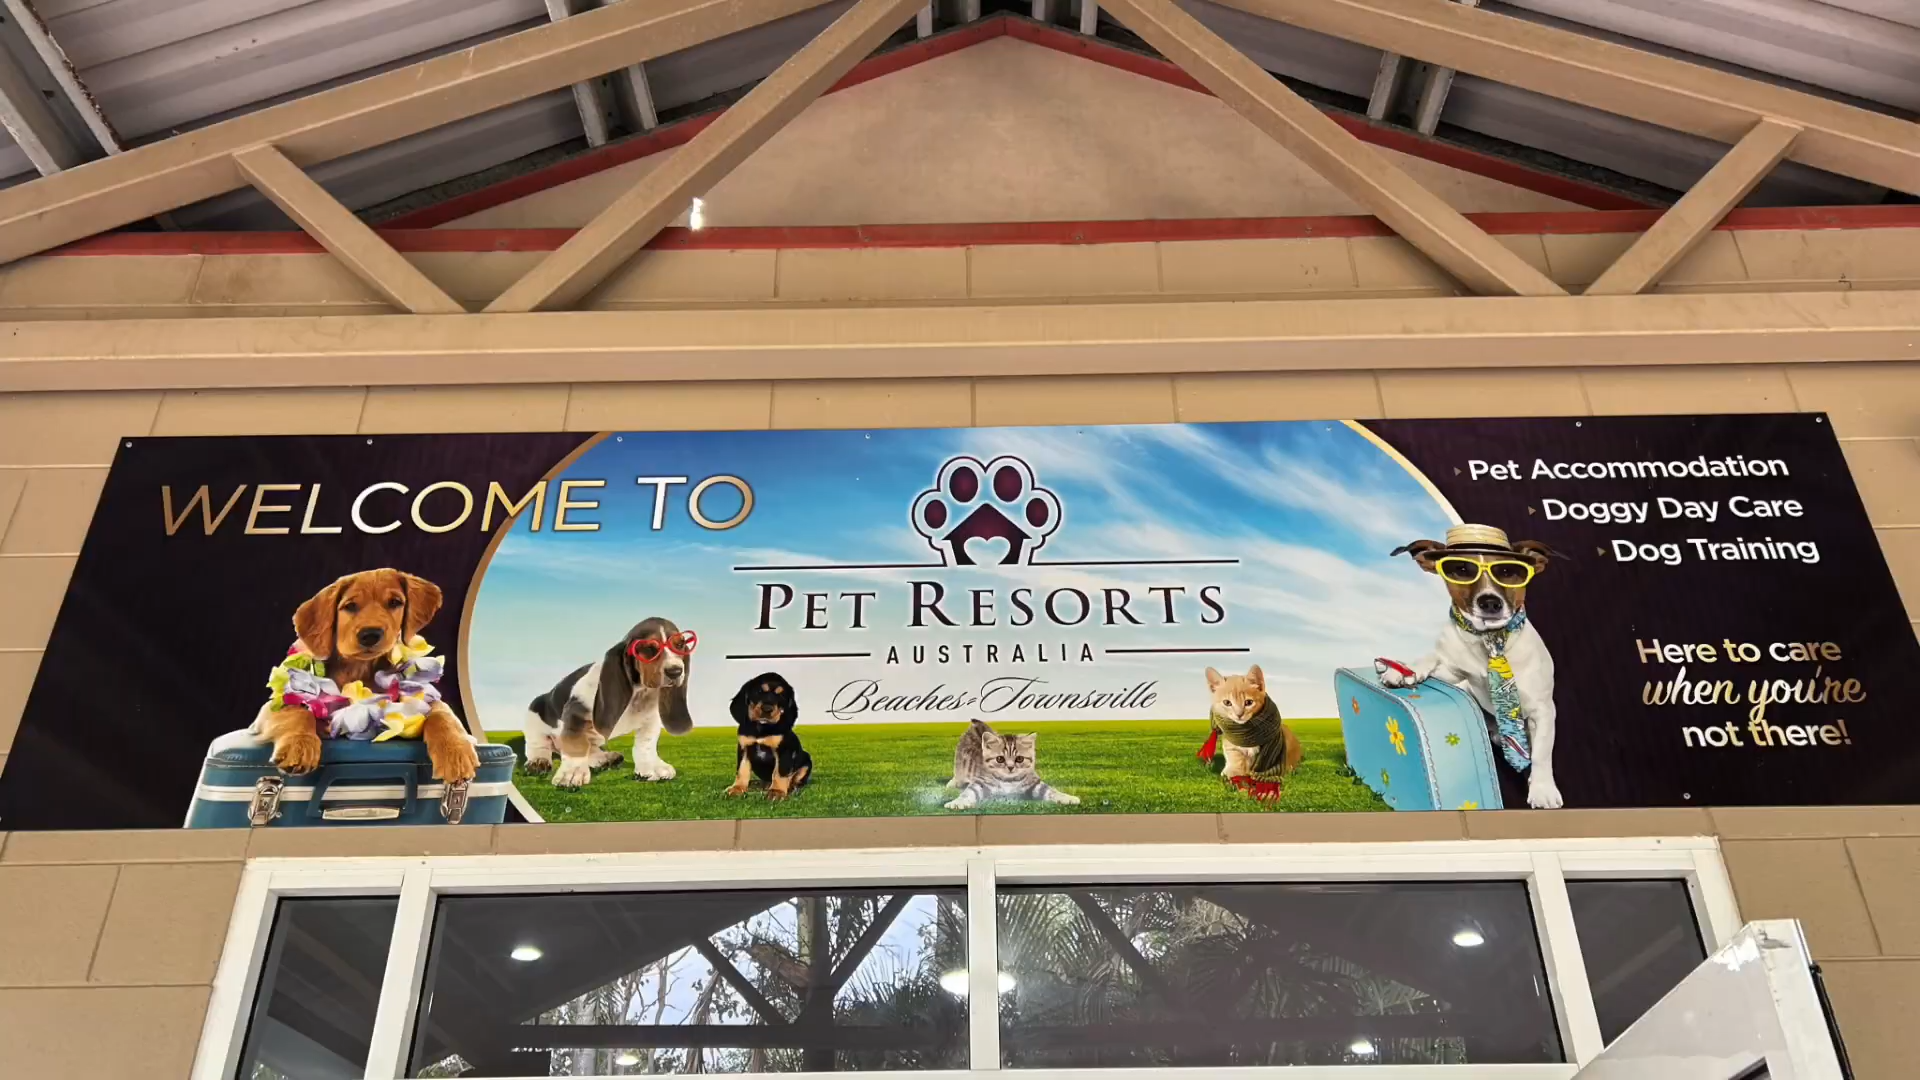 WELCOME TO
PET RESORTS
AUSTRALIA
Beaches-Townsville
Pet Accommodation
Doggy Day Care
Dog Training
Here to care
when you're
not there!